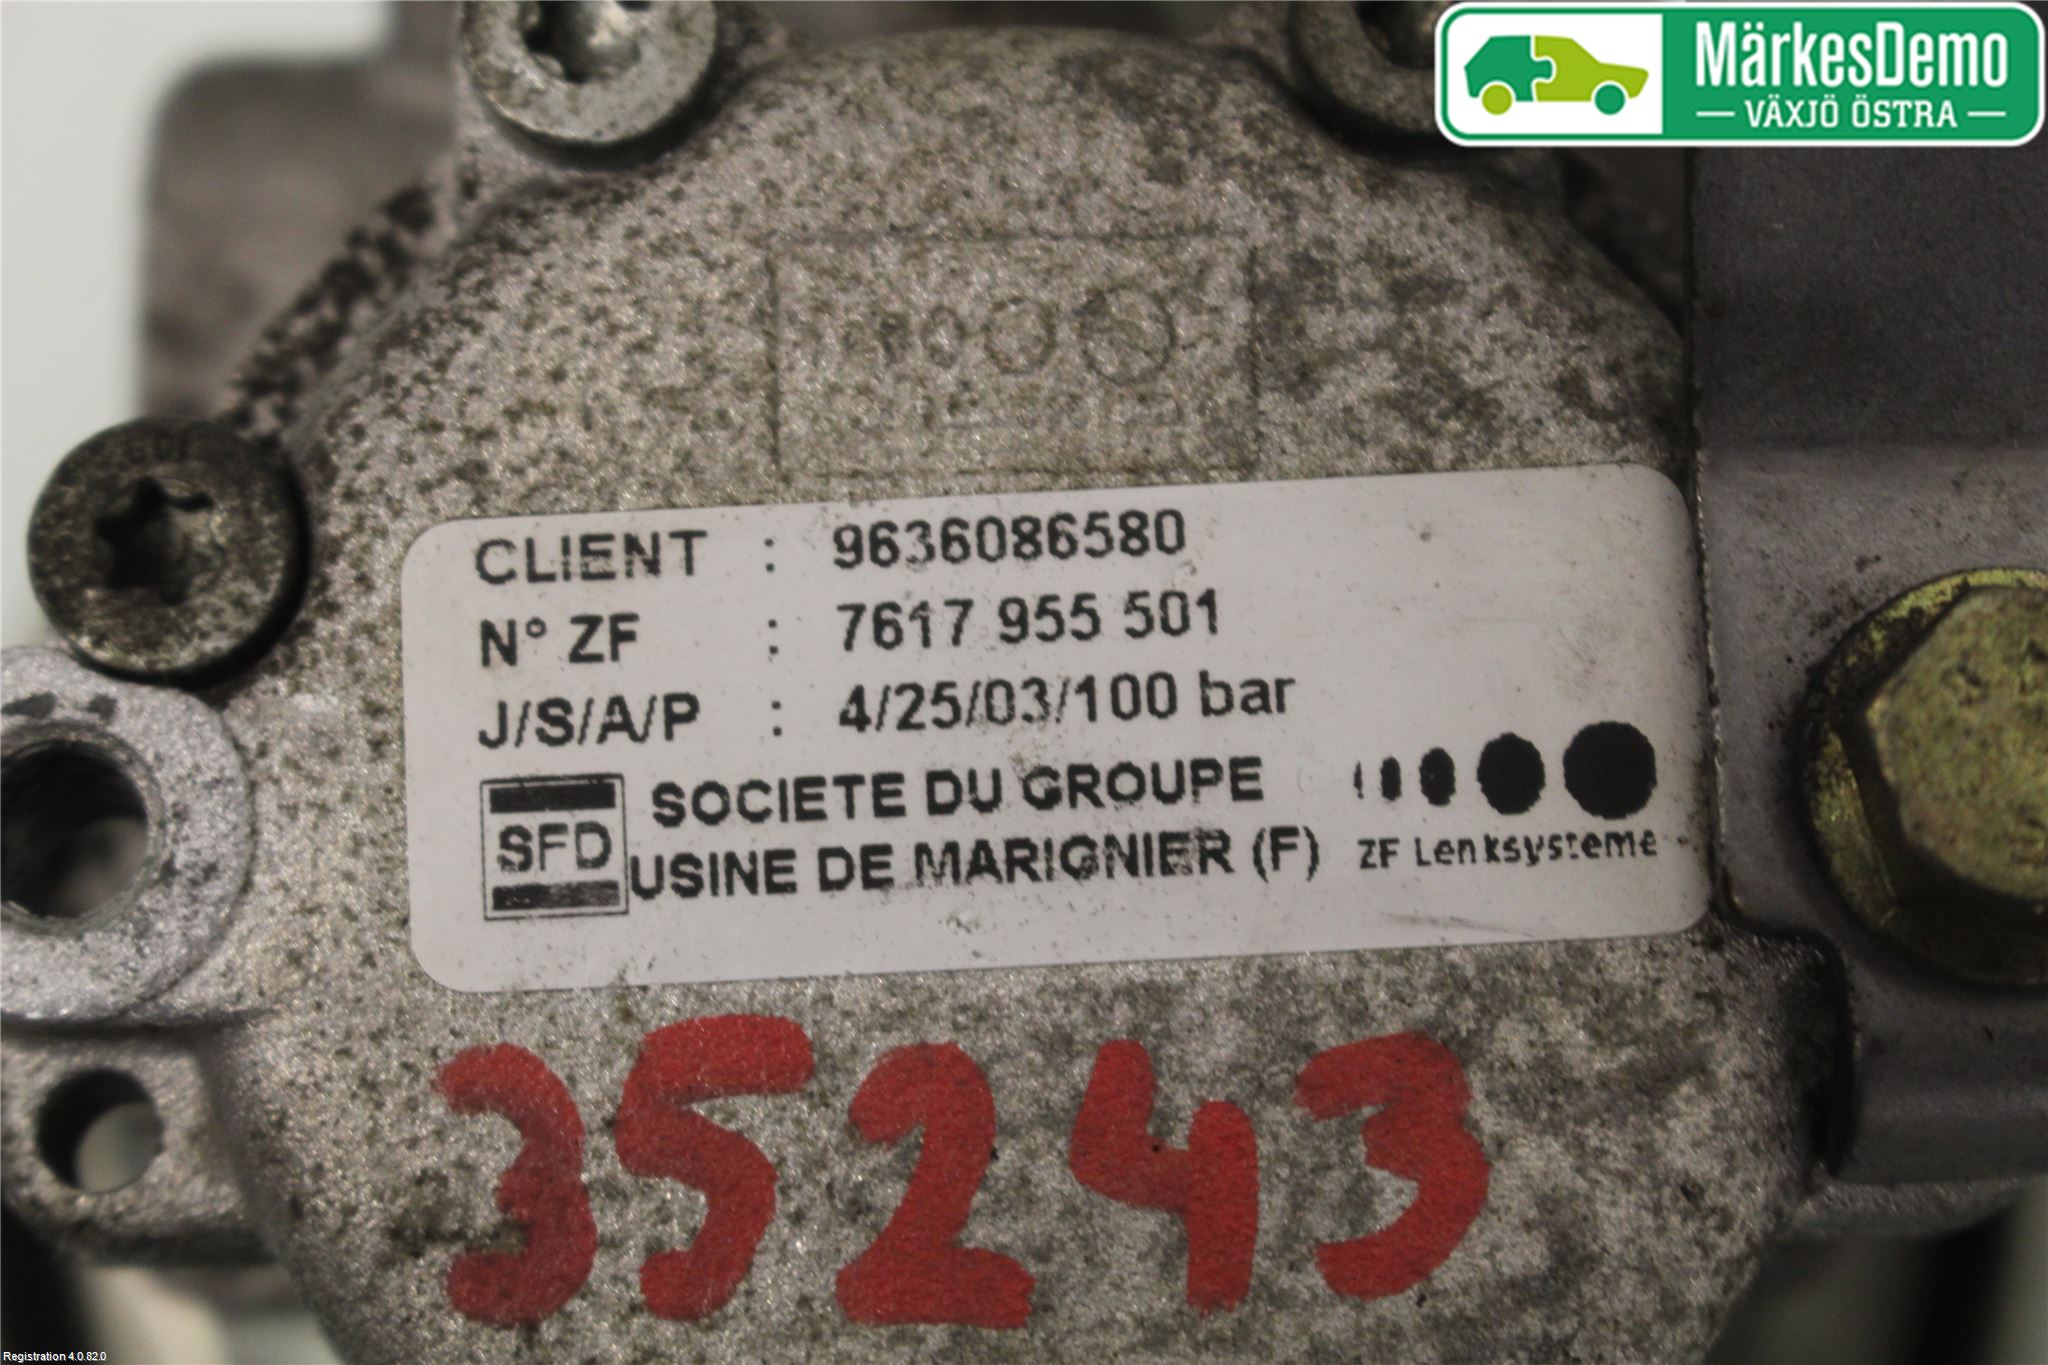 MärkesDemo
— VÄXJÖ ÖSTRA —
CLIENT : 9636086580
N° ZF : 7617 955 501
J/S/A/P : 4/25/03/100 bar
SFD
SOCIETE DU GROUPE
USINE DE MARIGNIER (F)
ZF Lenksysteme
35243
Registration 4.0.82.0